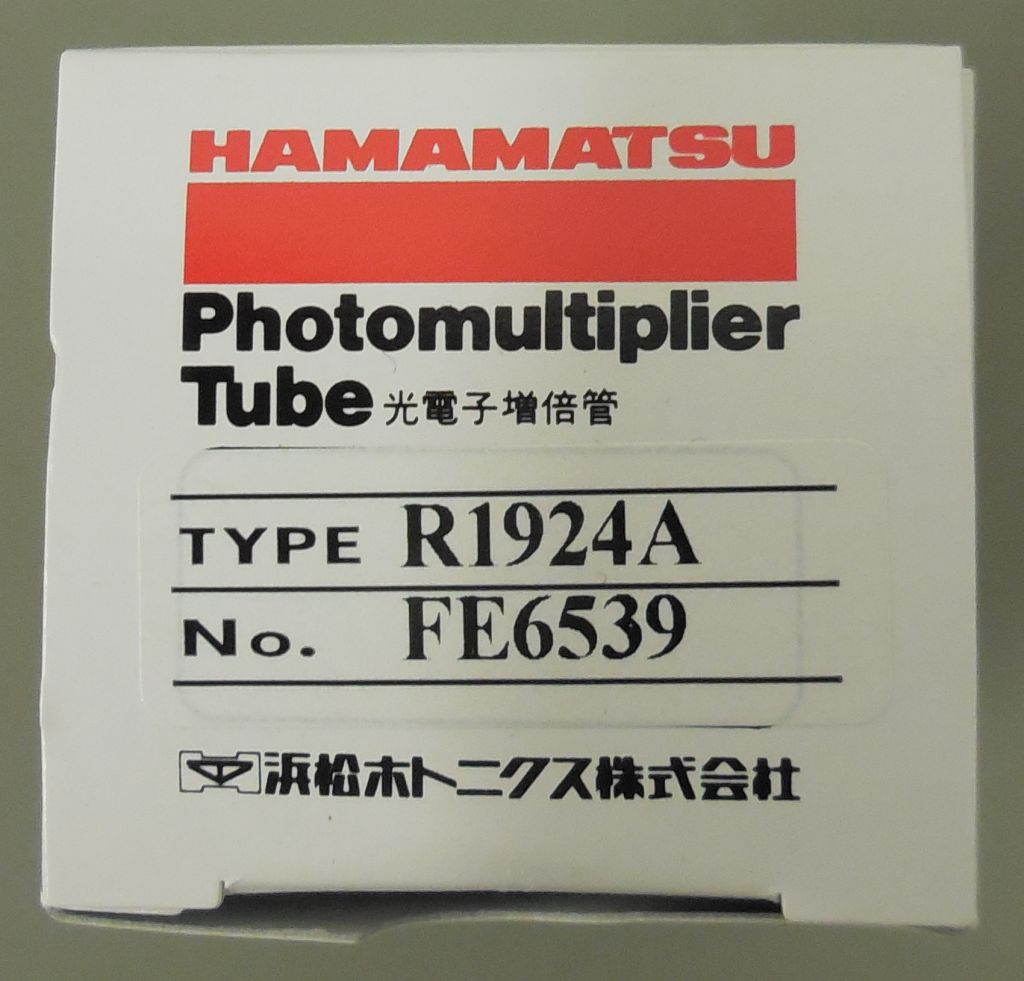 HAMAMATSU
Photomultiplier
Tube 光電子増倍管
TYPE R1924A
No. FE6539
浜松ホトニクス株式会社